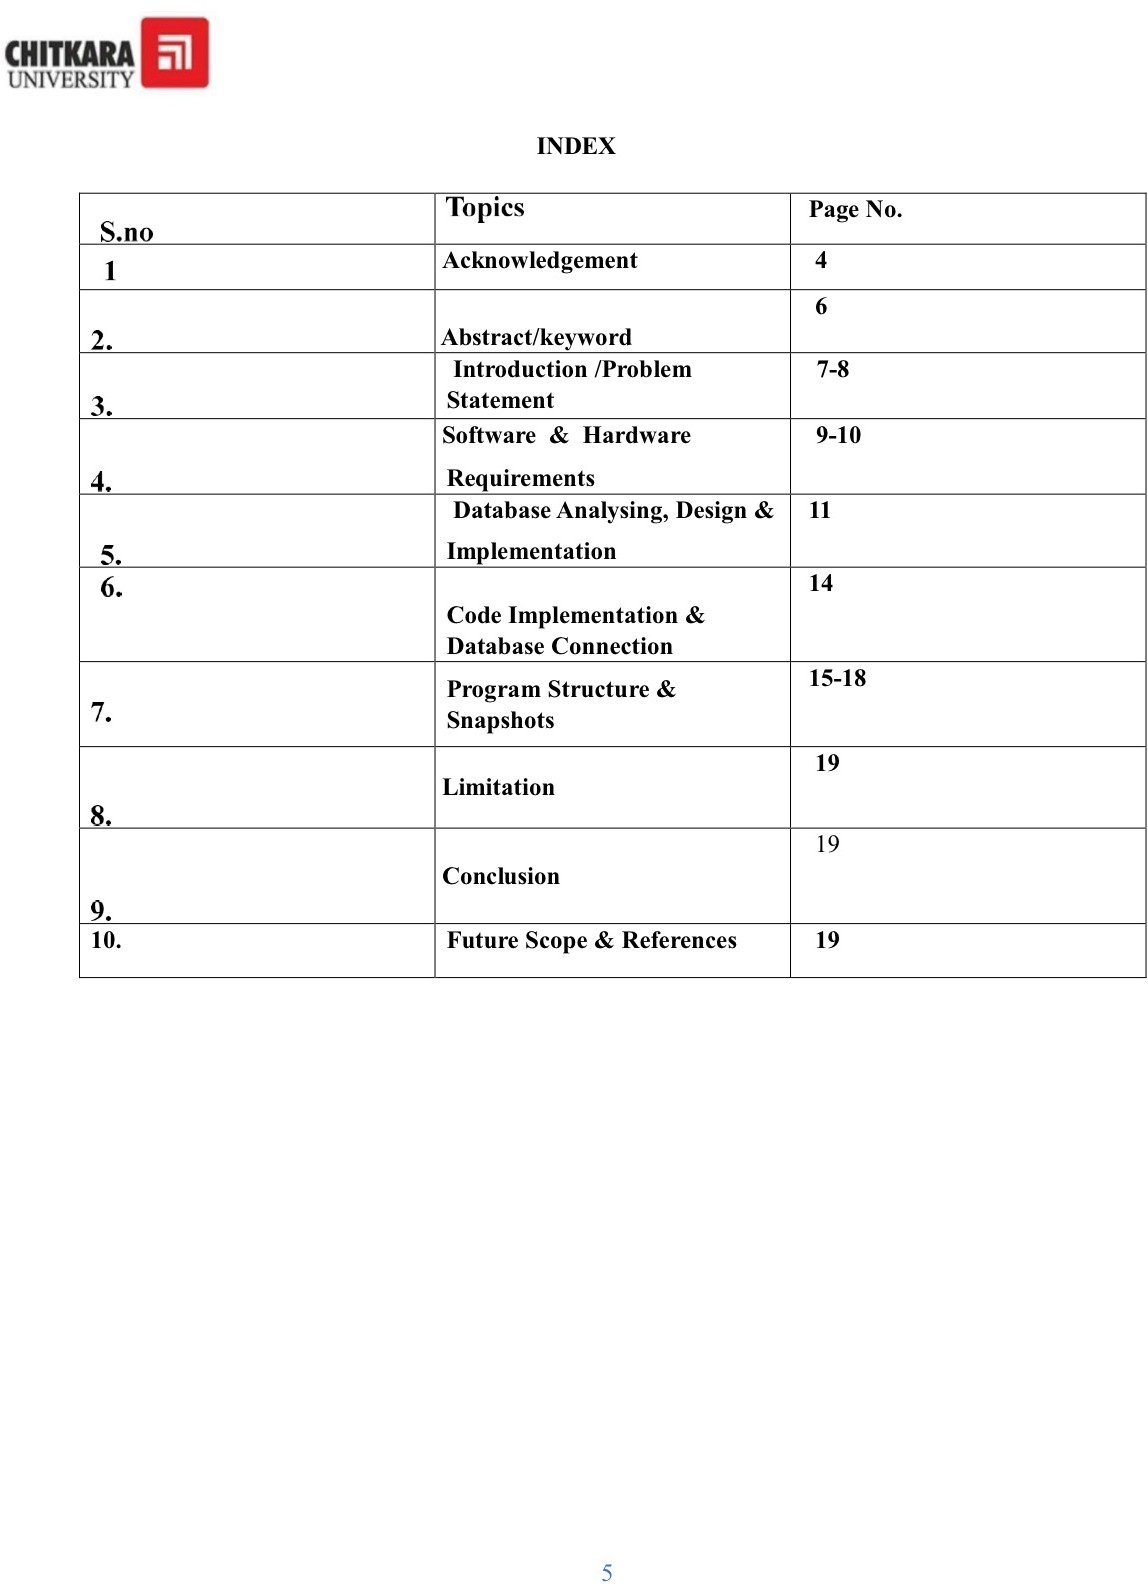 CHITKARA
UNIVERSITY
INDEX
S.no Topics Page No.
1 Acknowledgement 4
2. Abstract/keyword 6
3. Introduction /Problem 7-8
Statement
4. Software & Hardware 9-10
Requirements
5. Database Analysing, Design & 11
Implementation
6. Code Implementation & 14
Database Connection
7. Program Structure & 15-18
Snapshots
8. Limitation 19
9. Conclusion 19
10. Future Scope & References 19
5